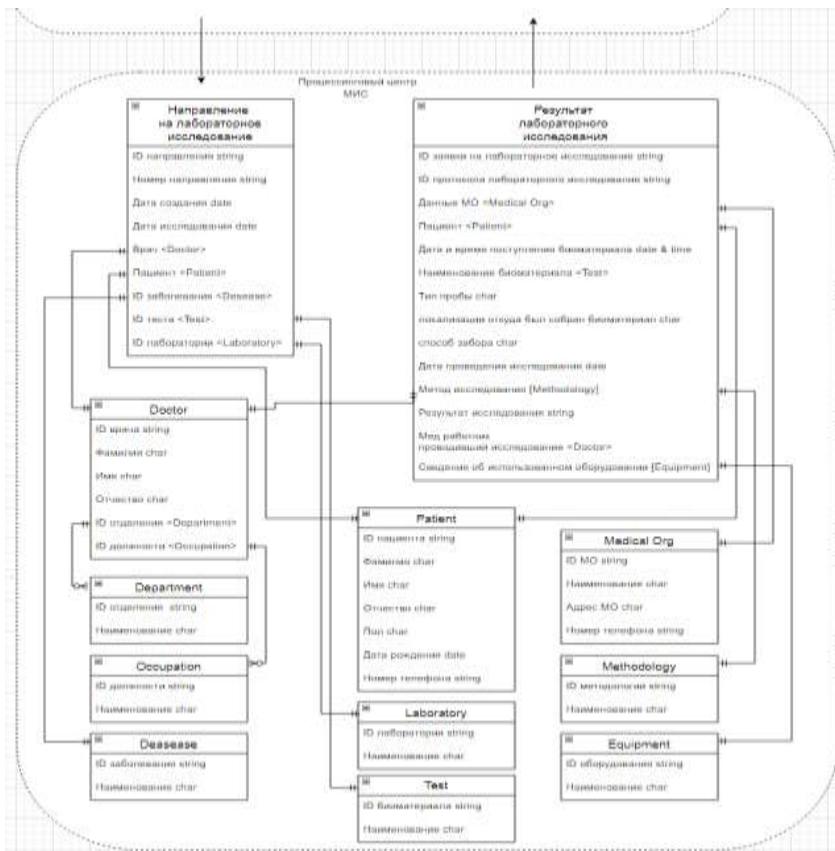 Процессинговый центр
МИС
Направление
на лабораторное
исследование
ID направления string
Номер направления string
Дата создания date
Дата исследования date
Врач <Doctor>
Пациент <Patient>
ID заболевания <Desease>
ID теста <Test>
ID лаборатории <Laboratory>
Результат
лабораторного
исследования
ID заявки на лабораторное исследование string
ID протокола лабораторного исследования string
Данные МО <Medical Org>
Пациент <Patient>
Дата и время поступления биоматериала date & time
Наименование биоматериала <Test>
Тип пробы char
локализация откуда был собран биоматериал char
способ забора char
Дата проведения исследования date
Метод исследования [Methodology]
Результат исследования string
Мед работник
проводивший исследование <Doctor>
Сведения об использованном оборудовании [Equipment]
Doctor
ID врача string
Фамилия char
Имя char
Отчество char
ID отделения <Department>
ID должности <Occupation>
Department
ID отделения string
Наименование char
Occupation
ID должности string
Наименование char
Deasease
ID заболевания string
Наименование char
Patient
ID пациента string
Фамилия char
Имя char
Отчество char
Пол char
Дата рождения date
Номер телефона string
Laboratory
ID лаборатории string
Наименование char
Test
ID биоматериала string
Наименование char
Medical Org
ID МО string
Наименование char
Адрес МО char
Номер телефона string
Methodology
ID методологии string
Наименование char
Equipment
ID оборудования string
Наименование char